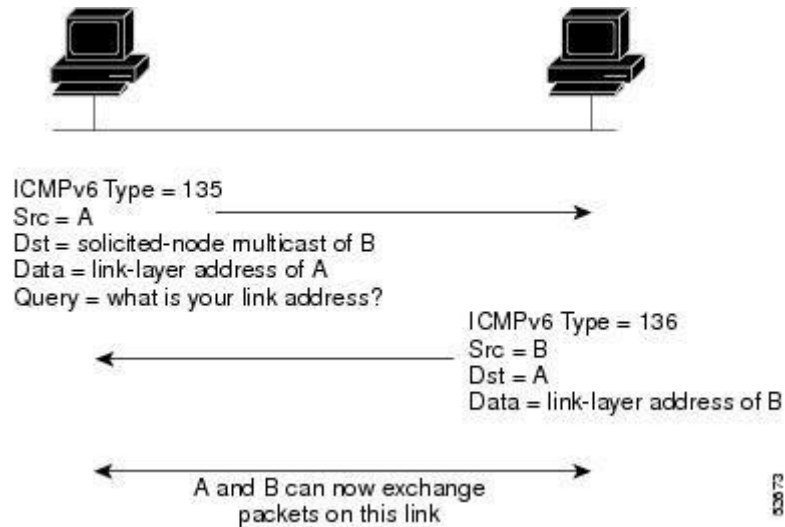 ICMPv6 Type = 135
Src = A
Dst = solicited-node multicast of B
Data = link-layer address of A
Query = what is your link address?
ICMPv6 Type = 136
Src = B
Dst = A
Data = link-layer address of B
A and B can now exchange
packets on this link